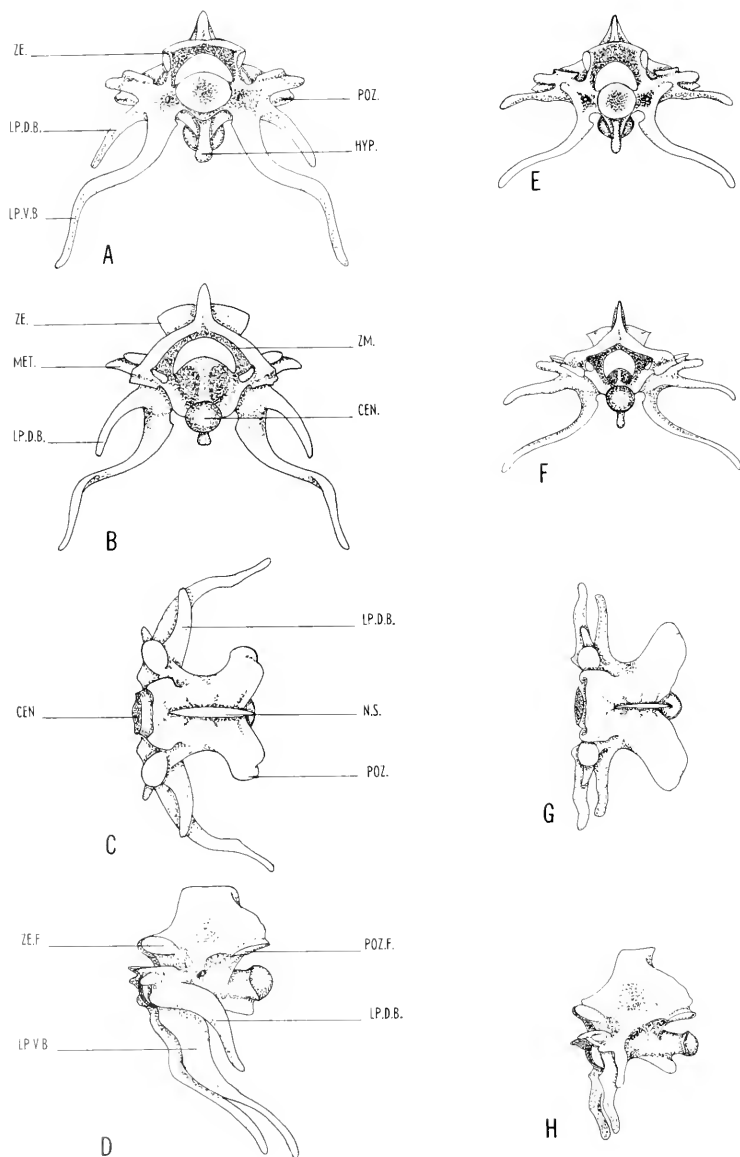 ZE.
POZ.
LP.D.B.
HYP.
LP.V.B
A
E
ZE.
ZM.
MET.
CEN.
LP.D.B.
B
F
LP.D.B.
CEN
N.S.
POZ.
C
G
ZE.F
POZ.F.
LP.D.B.
LP V B
D
H